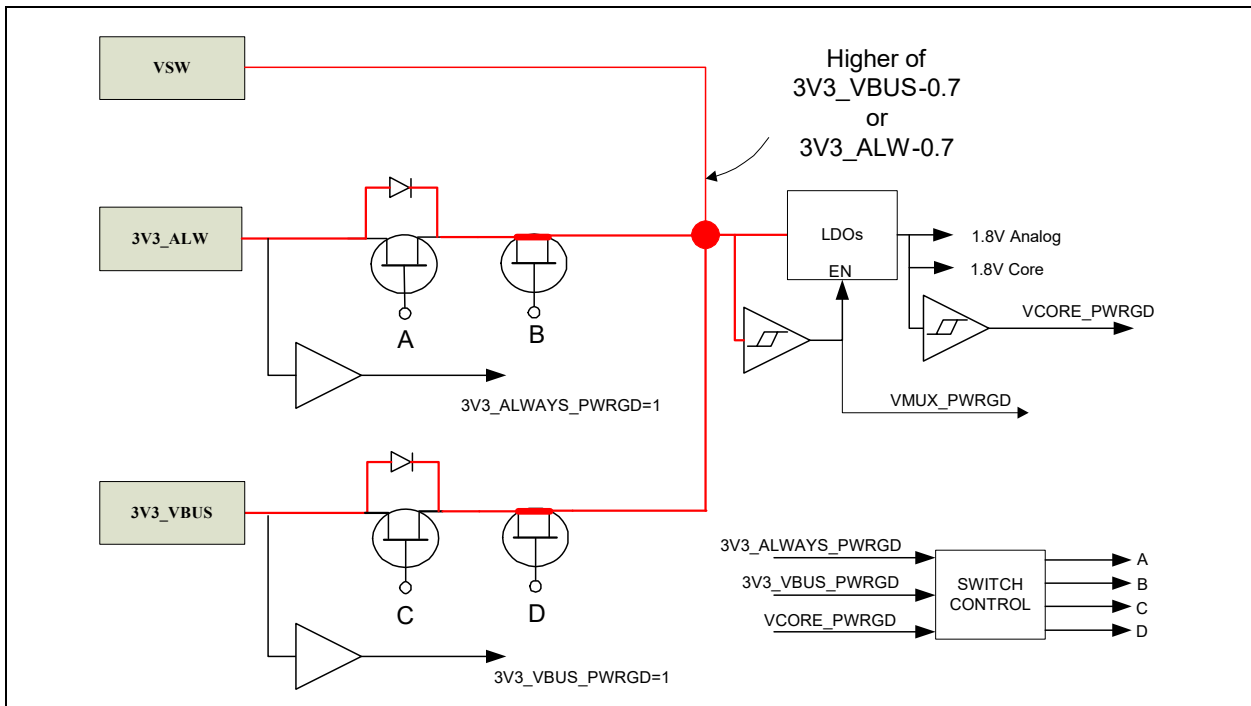 VSW
Higher of
3V3_VBUS-0.7
or
3V3_ALW-0.7
3V3_ALW
LDOs
EN
1.8V Analog
1.8V Core
A
B
VCORE_PWRGD
3V3_ALWAYS_PWRGD=1
VMUX_PWRGD
3V3_VBUS
C
D
3V3_VBUS_PWRGD=1
3V3_ALWAYS_PWRGD
3V3_VBUS_PWRGD
VCORE_PWRGD
SWITCH
CONTROL
A
B
C
D